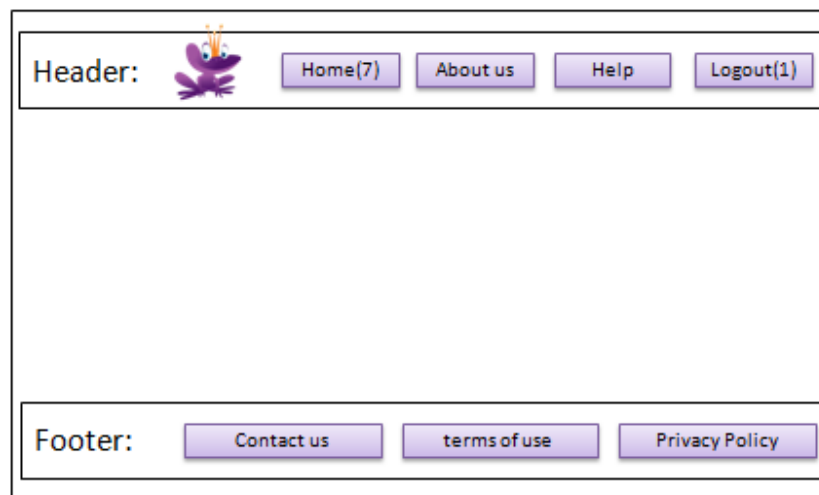 Header: Home(7) About us Help Logout(1)
Footer: Contact us terms of use Privacy Policy